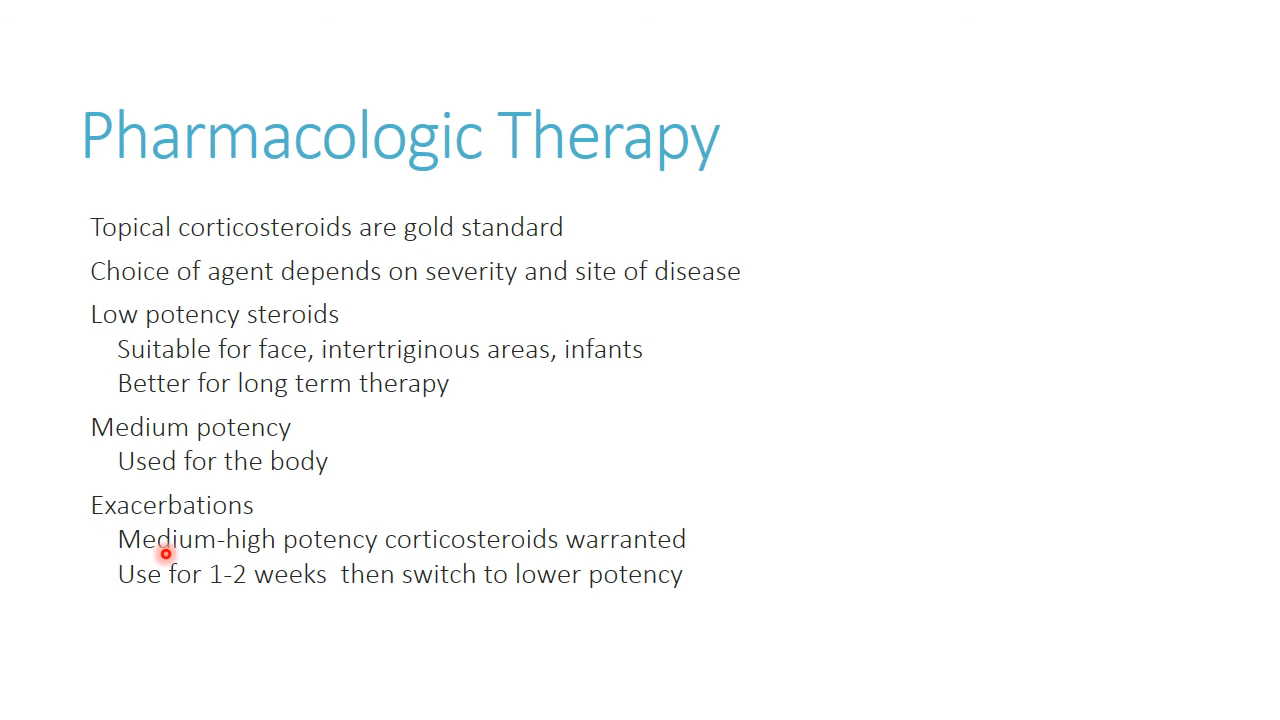 Pharmacologic Therapy
Topical corticosteroids are gold standard
Choice of agent depends on severity and site of disease
Low potency steroids
Suitable for face, intertriginous areas, infants
Better for long term therapy
Medium potency
Used for the body
Exacerbations
Medium-high potency corticosteroids warranted
Use for 1-2 weeks  then switch to lower potency